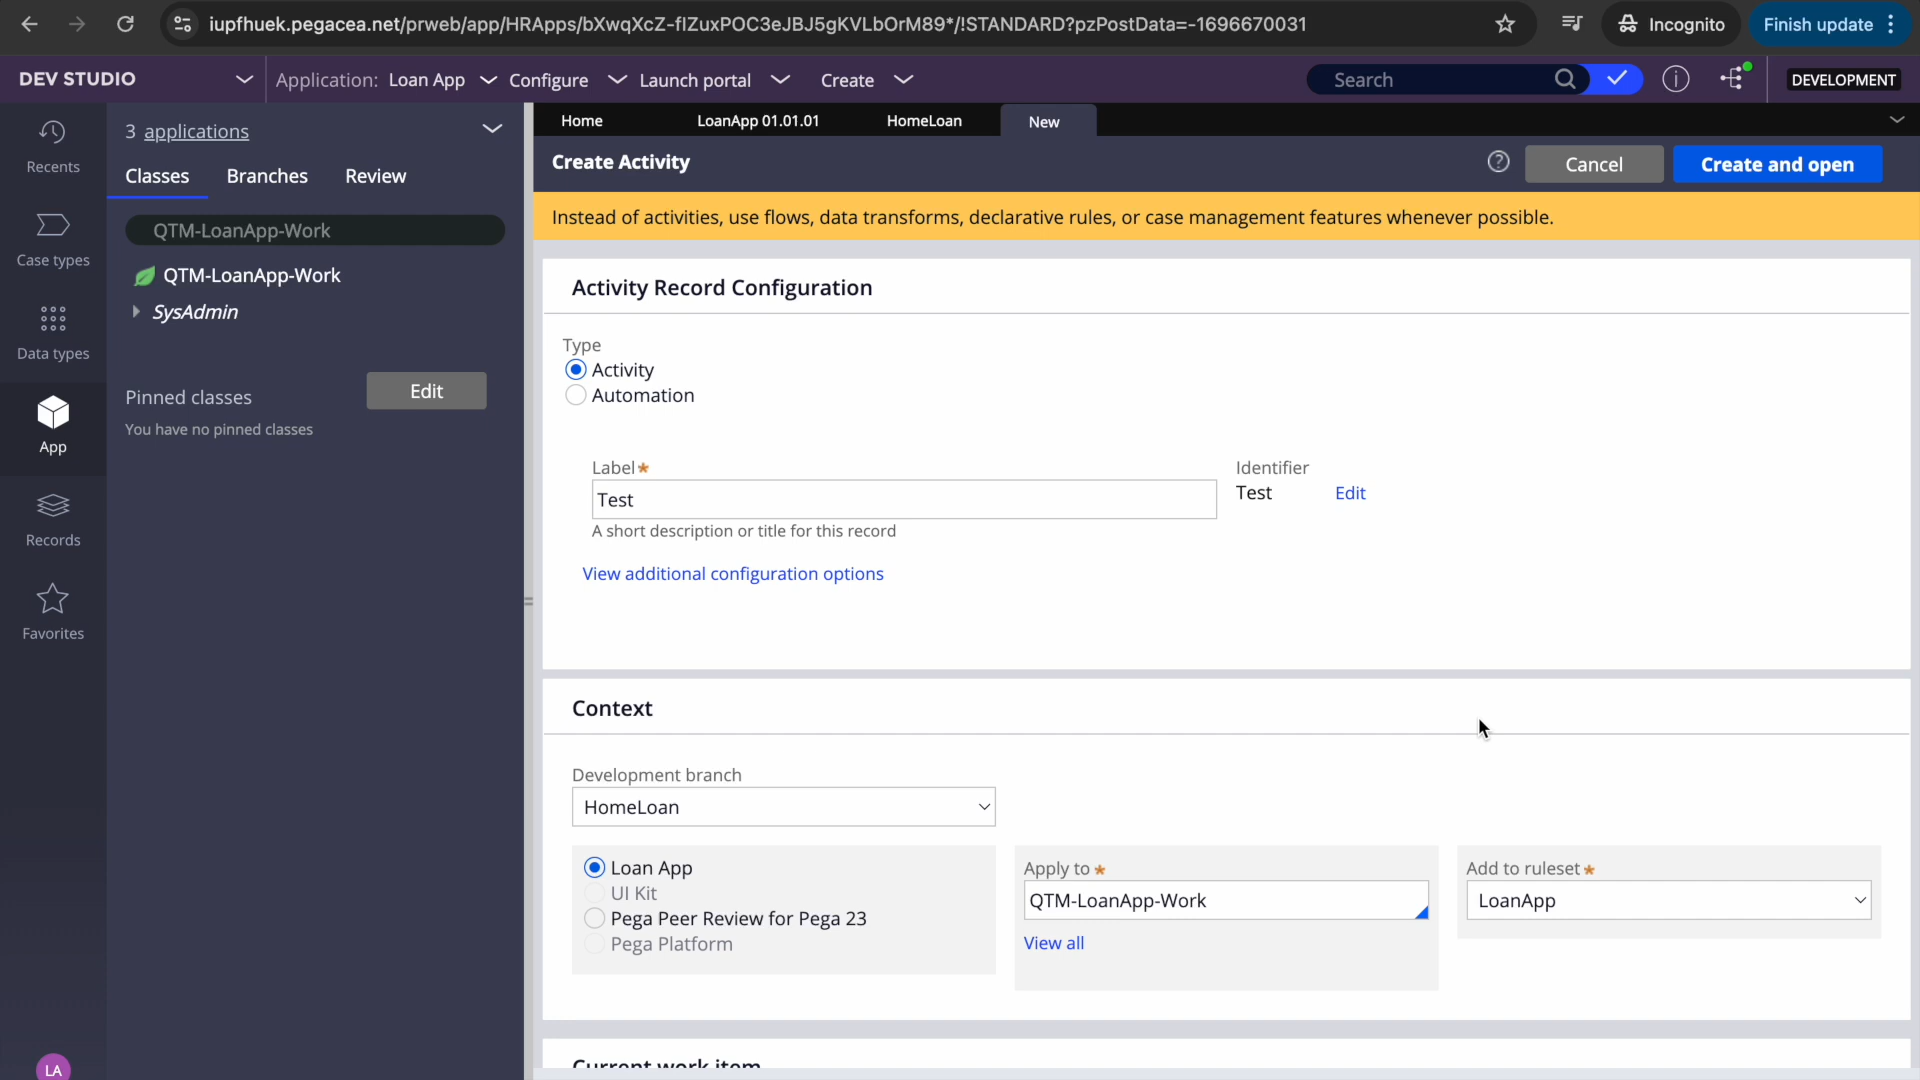 iupfhuek.pegacea.net/prweb/app/HRApps/bXwqXcZ-flZuxPOC3eJBJ5gKVLbOrM89*/!STANDARD?pzPostData=-1696670031
Incognito
Finish update
DEV STUDIO
Application: Loan App
Configure
Launch portal
Create
Search
DEVELOPMENT
Recents
Case types
Data types
App
Records
Favorites
LA
3 applications
Classes
Branches
Review
QTM-LoanApp-Work
QTM-LoanApp-Work
SysAdmin
Pinned classes
Edit
You have no pinned classes
Home
LoanApp 01.01.01
HomeLoan
New
Create Activity
Cancel
Create and open
Instead of activities, use flows, data transforms, declarative rules, or case management features whenever possible.
Activity Record Configuration
Type
Activity
Automation
Label*
Test
A short description or title for this record
Identifier
Test
Edit
View additional configuration options
Context
Development branch
HomeLoan
Loan App
UI Kit
Pega Peer Review for Pega 23
Pega Platform
Apply to *
QTM-LoanApp-Work
View all
Add to ruleset *
LoanApp
Current work item